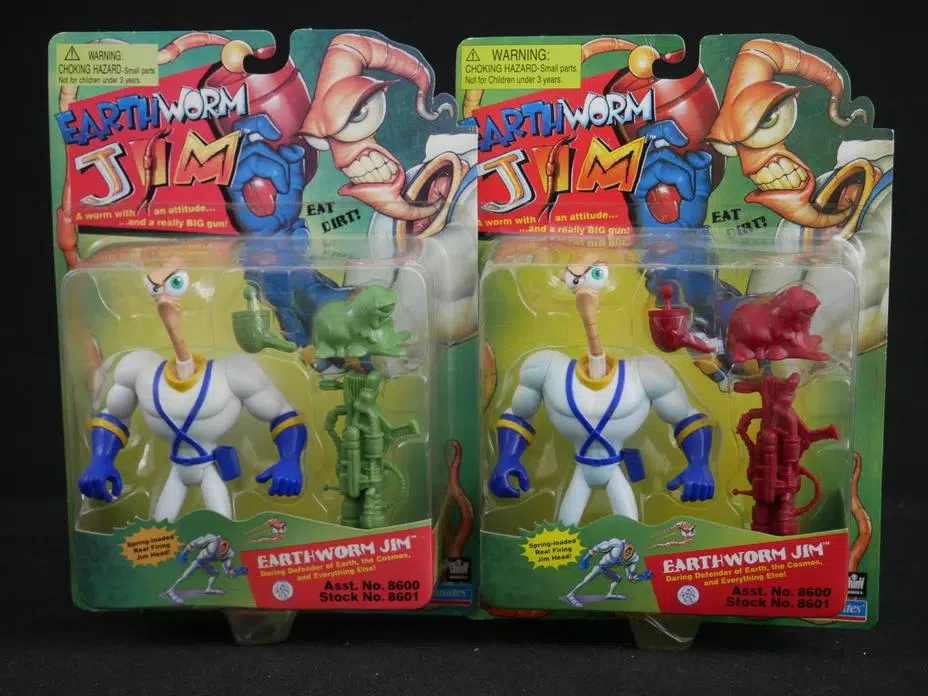 WARNING:
CHOKING HAZARD-Small parts.
Not for children under 3 years.
EARTHWORM
JIM
A worm with an attitude...
...and a really BIG gun!
EAT
DIRT!
Spring-loaded
Real Firing
Jim Head!
EARTHWORM JIM™
Daring Defender of Earth, the Cosmos,
and Everything Else!
Asst. No. 8600
Stock No. 8601
WARNING:
CHOKING HAZARD-Small parts.
Not for Children under 3 years.
EARTHWORM
JIM
A worm with an attitude...
...and a really BIG gun!
EAT
DIRT!
Spring-loaded
Real Firing
Jim Head!
EARTHWORM JIM™
Daring Defender of Earth, the Cosmos,
and Everything Else!
Asst. No. 8600
Stock No. 8601